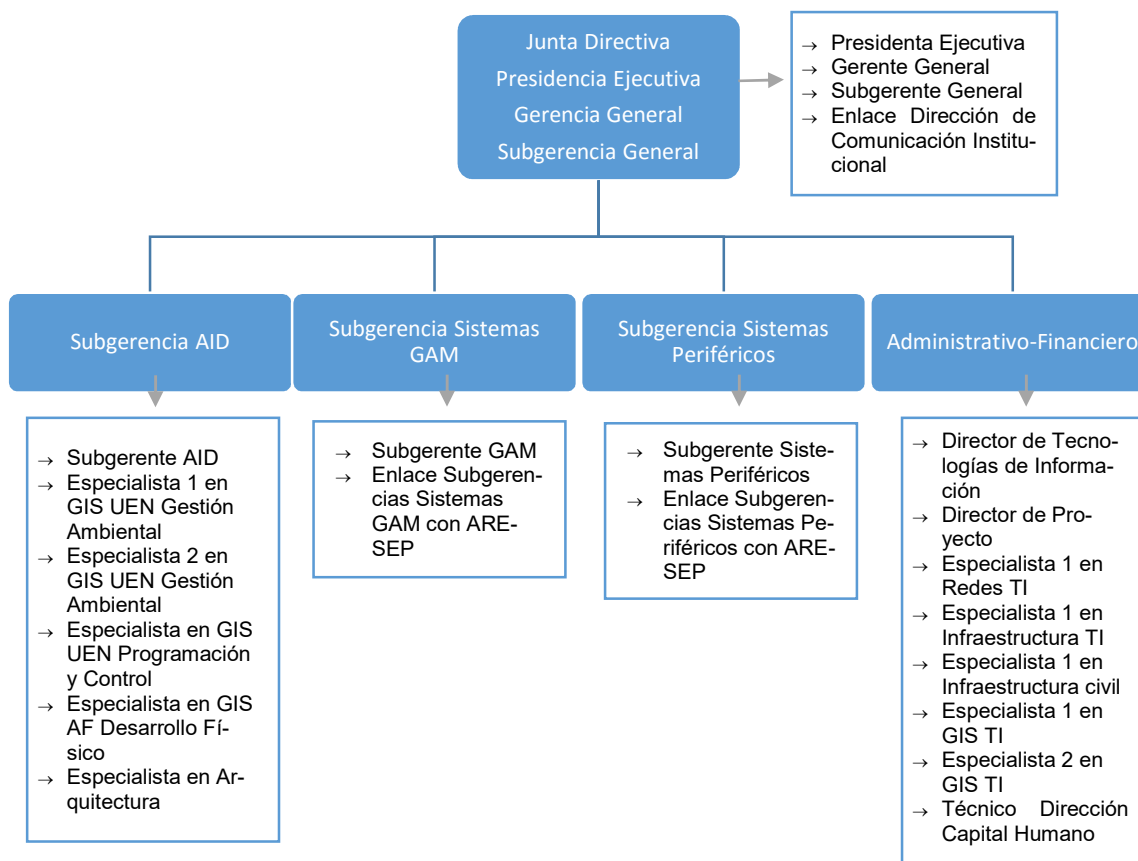 Junta Directiva
Presidencia Ejecutiva
Gerencia General
Subgerencia General
→ Presidenta Ejecutiva
→ Gerente General
→ Subgerente General
→ Enlace Dirección de
Comunicación Institu-
cional
Subgerencia AID
Subgerencia Sistemas
GAM
Subgerencia Sistemas
Periféricos
Administrativo-Financiero
→ Subgerente AID
→ Especialista 1 en
GIS UEN Gestión
Ambiental
→ Especialista 2 en
GIS UEN Gestión
Ambiental
→ Especialista en GIS
UEN Programación
y Control
→ Especialista en GIS
AF Desarrollo Fí-
sico
→ Especialista en Ar-
quitectura
→ Subgerente GAM
→ Enlace Subgeren-
cias Sistemas
GAM con ARE-
SEP
→ Subgerente Siste-
mas Periféricos
→ Enlace Subgeren-
cias Sistemas Pe-
riféricos con ARE-
SEP
→ Director de Tecno-
logías de Informa-
ción
→ Director de Pro-
yecto
→ Especialista 1 en
Redes TI
→ Especialista 1 en
Infraestructura TI
→ Especialista 1 en
Infraestructura civil
→ Especialista 1 en
GIS TI
→ Especialista 2 en
GIS TI
→ Técnico Dirección
Capital Humano